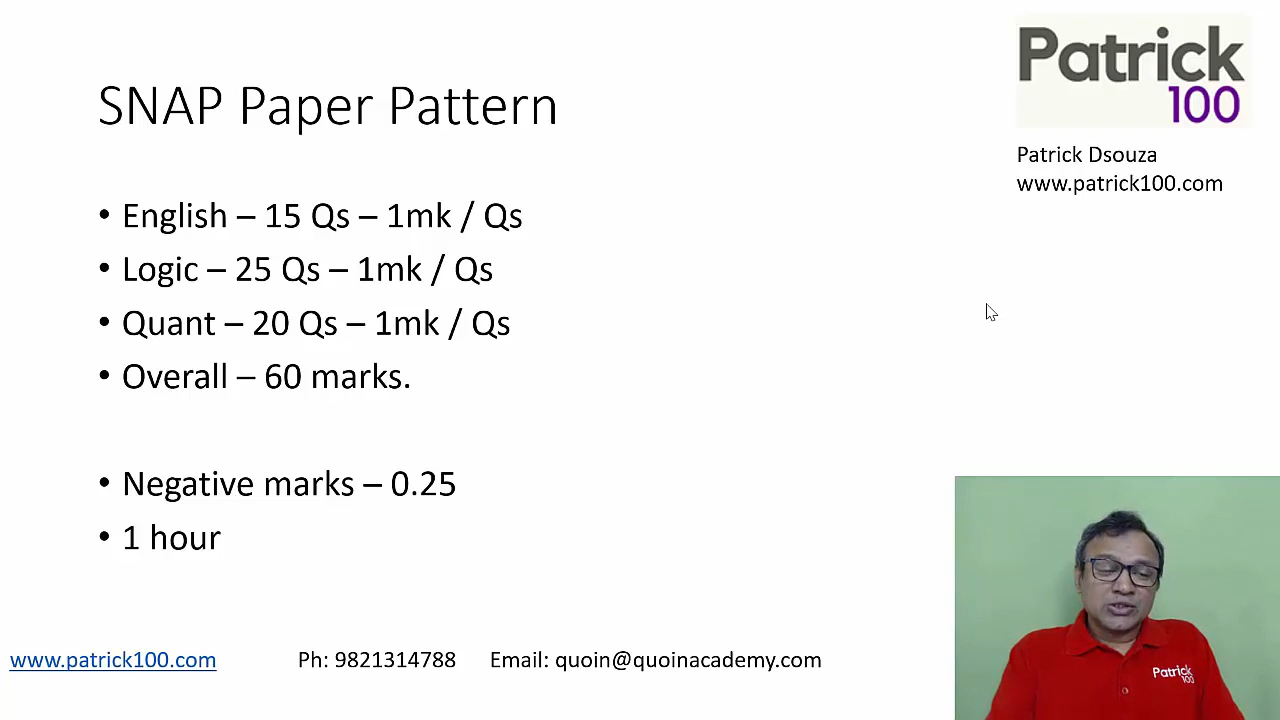 Patrick
100
SNAP Paper Pattern
Patrick Dsouza
www.patrick100.com
• English – 15 Qs – 1mk / Qs
• Logic – 25 Qs – 1mk / Qs
• Quant – 20 Qs – 1mk / Qs
• Overall – 60 marks.
• Negative marks – 0.25
• 1 hour
www.patrick100.com Ph: 9821314788 Email: quoin@quoinacademy.com
Patrick
100